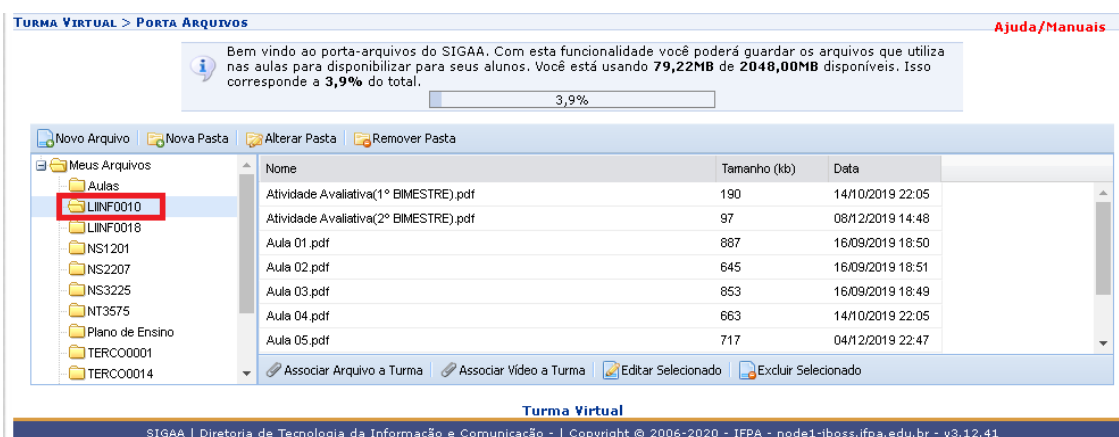 Turma Virtual > Porta Arquivos
Ajuda/Manuais
Bem vindo ao porta-arquivos do SIGAA. Com esta funcionalidade você poderá guardar os arquivos que utiliza
nas aulas para disponibilizar para seus alunos. Você está usando 79,22MB de 2048,00MB disponíveis. Isso
corresponde a 3,9% do total.
3,9%
Novo Arquivo Nova Pasta Alterar Pasta Remover Pasta
Meus Arquivos
Aulas
LIINF0010
LIINF0018
NS1201
NS2207
NS3225
NT3575
Plano de Ensino
TERCO0001
TERCO0014
Nome Tamanho (kb) Data
Atividade Avaliativa(1º BIMESTRE).pdf 190 14/10/2019 22:05
Atividade Avaliativa(2º BIMESTRE).pdf 97 08/12/2019 14:48
Aula 01.pdf 887 16/09/2019 18:50
Aula 02.pdf 645 16/09/2019 18:51
Aula 03.pdf 853 16/09/2019 18:49
Aula 04.pdf 663 14/10/2019 22:05
Aula 05.pdf 717 04/12/2019 22:47
Associar Arquivo a Turma Associar Vídeo a Turma Editar Selecionado Excluir Selecionado
Turma Virtual
SIGAA | Diretoria de Tecnologia da Informação e Comunicação - | Copyright © 2006-2020 - IFPA - node1-jboss.ifpa.edu.br - v3.12.41